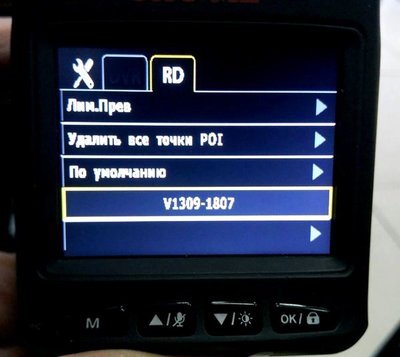 RD
Лим.Прев
Удалить все точки POI
По умолчанию
V1309-1807
M
OK/